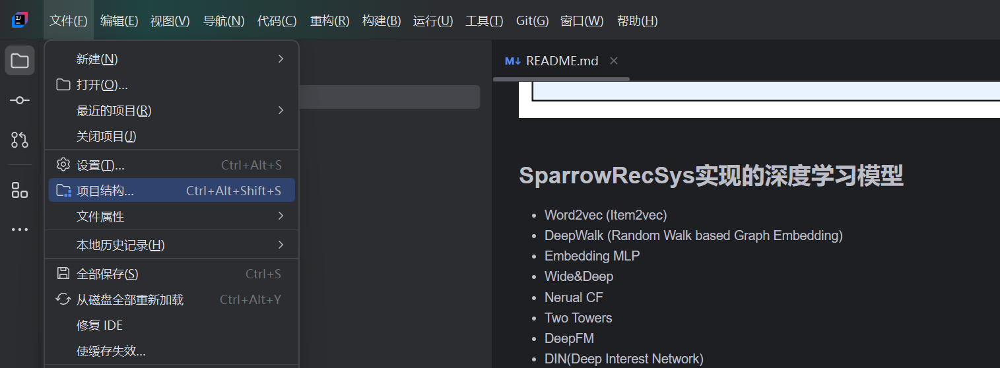 文件(F) 编辑(E) 视图(V) 导航(N) 代码(C) 重构(R) 构建(B) 运行(U) 工具(T) Git(G) 窗口(W) 帮助(H)
新建(N)
打开(O)...
最近的项目(R)
关闭项目(J)
设置(T)... Ctrl+Alt+S
项目结构... Ctrl+Alt+Shift+S
文件属性
本地历史记录(H)
全部保存(S) Ctrl+S
从磁盘全部重新加载 Ctrl+Alt+Y
修复 IDE
使缓存失效...
M↓ README.md
SparrowRecSys实现的深度学习模型
• Word2vec (Item2vec)
• DeepWalk (Random Walk based Graph Embedding)
• Embedding MLP
• Wide&Deep
• Nerual CF
• Two Towers
• DeepFM
• DIN(Deep Interest Network)